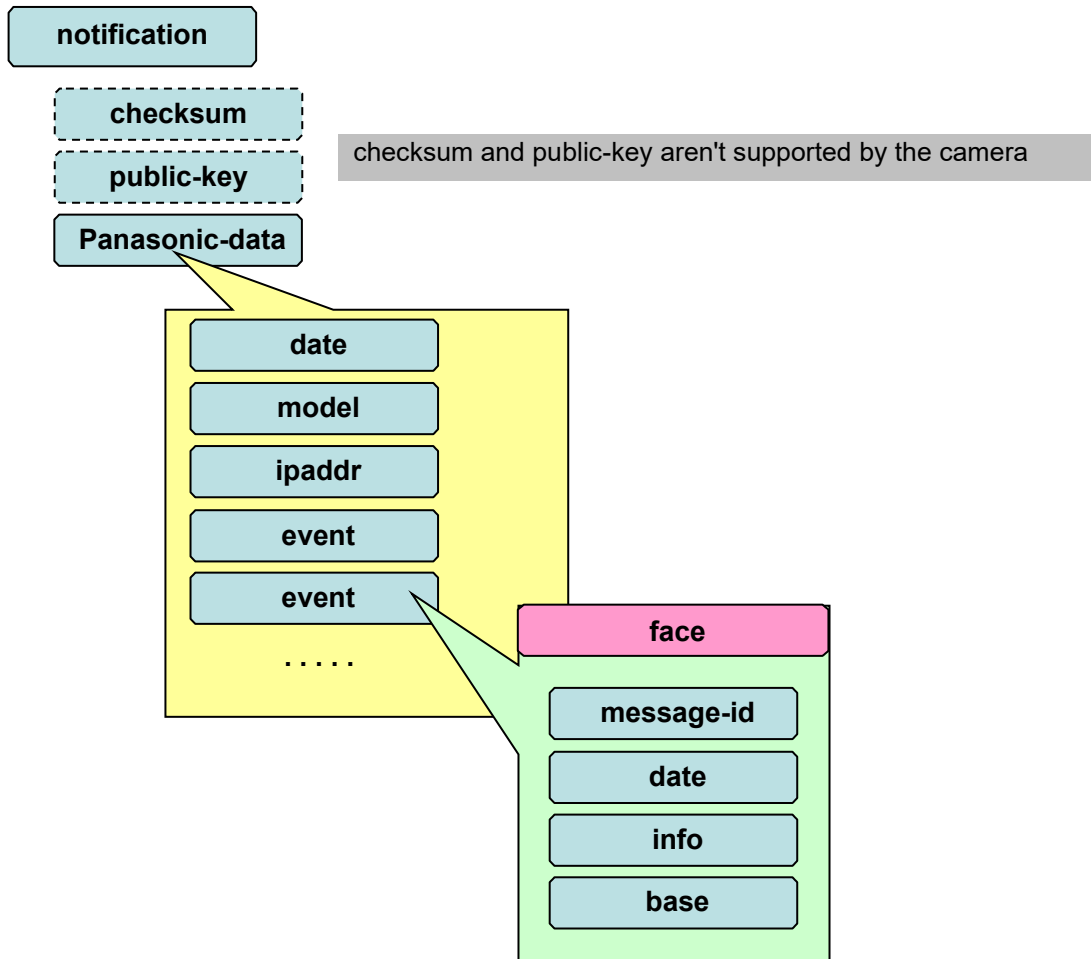 notification
checksum
public-key
checksum and public-key aren't supported by the camera
Panasonic-data
date
model
ipaddr
event
event
. . . . .
face
message-id
date
info
base